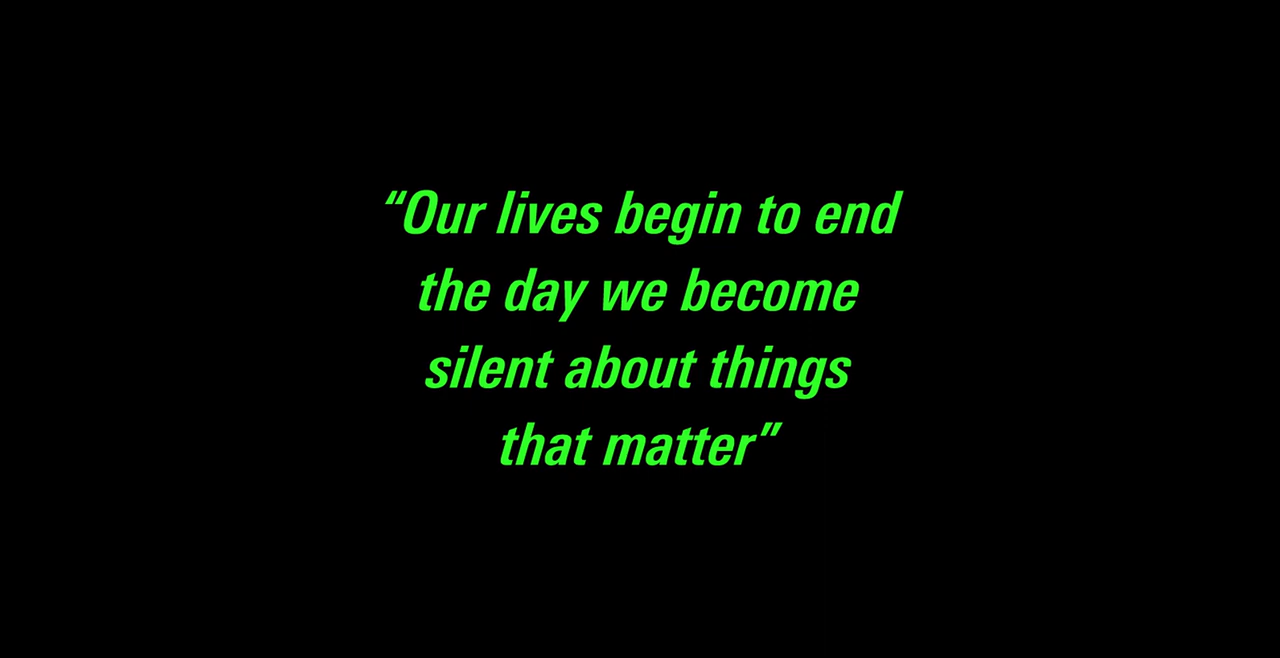 “Our lives begin to end
the day we become
silent about things
that matter”